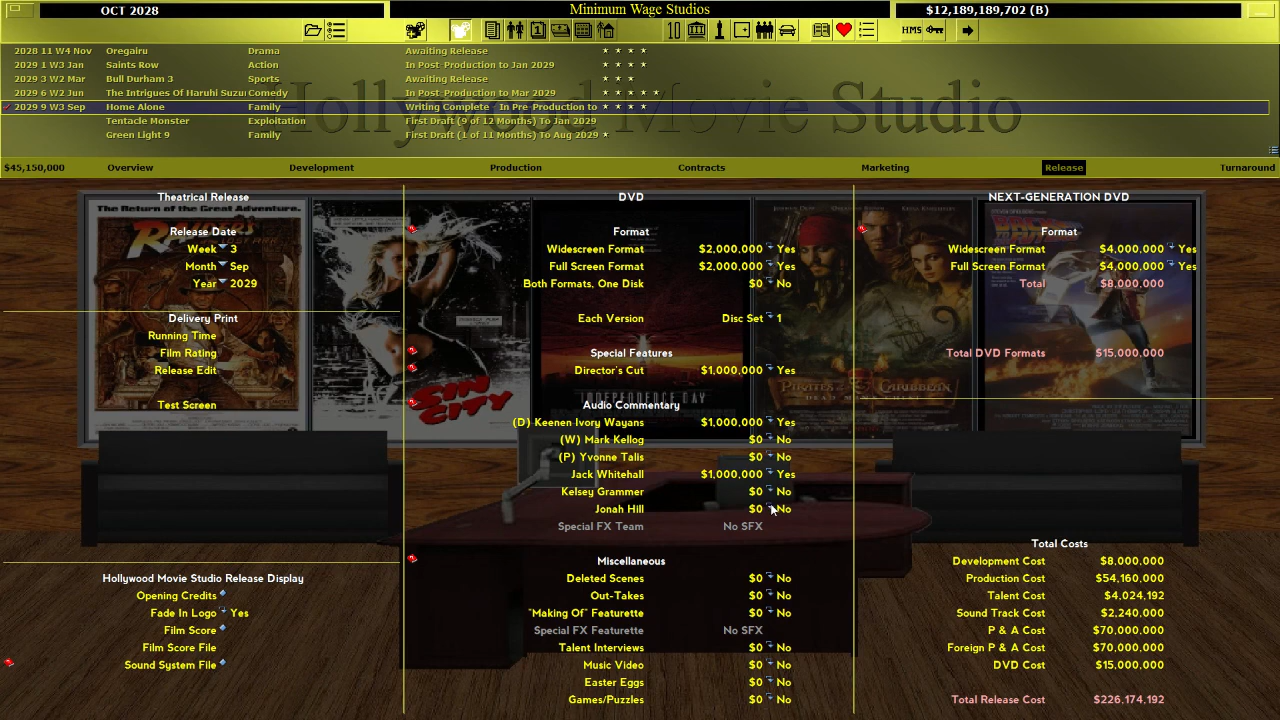 OCT 2028 Minimum Wage Studios $12,189,189,702 (B)
10 HMS
2028 11 W4 Nov Oregairu Drama Awaiting Release ★ ★ ★ ★
2029 1 W3 Jan Saints Row Action In Post-Production to Jan 2029 ★ ★ ★ ★
2029 3 W2 Mar Bull Durham 3 Sports Awaiting Release ★ ★ ★
2029 6 W2 Jun The Intrigues Of Haruhi Suzu Comedy In Post-Production to Mar 2029 ★ ★ ★ ★ ★
2029 9 W3 Sep Home Alone Family Writing Complete - In Pre-Production to ★ ★ ★ ★
Tentacle Monster Exploitation First Draft (9 of 12 Months) To Jan 2029
Green Light 9 Family First Draft (1 of 11 Months) To Aug 2029 ★
Hollywood Movie Studio
$45,150,000 Overview Development Production Contracts Marketing Release Turnaround
Theatrical Release
Release Date
Week 3
Month Sep
Year 2029
Delivery Print
Running Time
Film Rating
Release Edit
Test Screen
Hollywood Movie Studio Release Display
Opening Credits
Fade In Logo Yes
Film Score
Film Score File
Sound System File
DVD
Format
Widescreen Format $2,000,000 Yes
Full Screen Format $2,000,000 Yes
Both Formats, One Disk $0 No
Each Version Disc Set 1
Special Features
Director's Cut $1,000,000 Yes
Audio Commentary
(D) Keenen Ivory Wayans $1,000,000 Yes
(W) Mark Kellog $0 No
(P) Yvonne Talis $0 No
Jack Whitehall $1,000,000 Yes
Kelsey Grammer $0 No
Jonah Hill $0 No
Special FX Team No SFX
Miscellaneous
Deleted Scenes $0 No
Out-Takes $0 No
"Making Of" Featurette $0 No
Special FX Featurette No SFX
Talent Interviews $0 No
Music Video $0 No
Easter Eggs $0 No
Games/Puzzles $0 No
NEXT-GENERATION DVD
Format
Widescreen Format $4,000,000 Yes
Full Screen Format $4,000,000 Yes
Total $8,000,000
Total DVD Formats $15,000,000
Total Costs
Development Cost $8,000,000
Production Cost $54,160,000
Talent Cost $4,024,192
Sound Track Cost $2,240,000
P & A Cost $70,000,000
Foreign P & A Cost $70,000,000
DVD Cost $15,000,000
Total Release Cost $226,174,192
The Return of the Great Adventure.
SIN CITY
INDEPENDENCE DAY
PIRATES CARIBBEAN